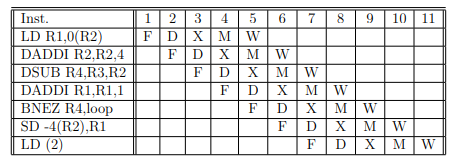 Inst. 1 2 3 4 5 6 7 8 9 10 11
LD R1,0(R2) F D X M W
DADDI R2,R2,4 F D X M W
DSUB R4,R3,R2 F D X M W
DADDI R1,R1,1 F D X M W
BNEZ R4,loop F D X M W
SD -4(R2),R1 F D X M W
LD (2) F D X M W